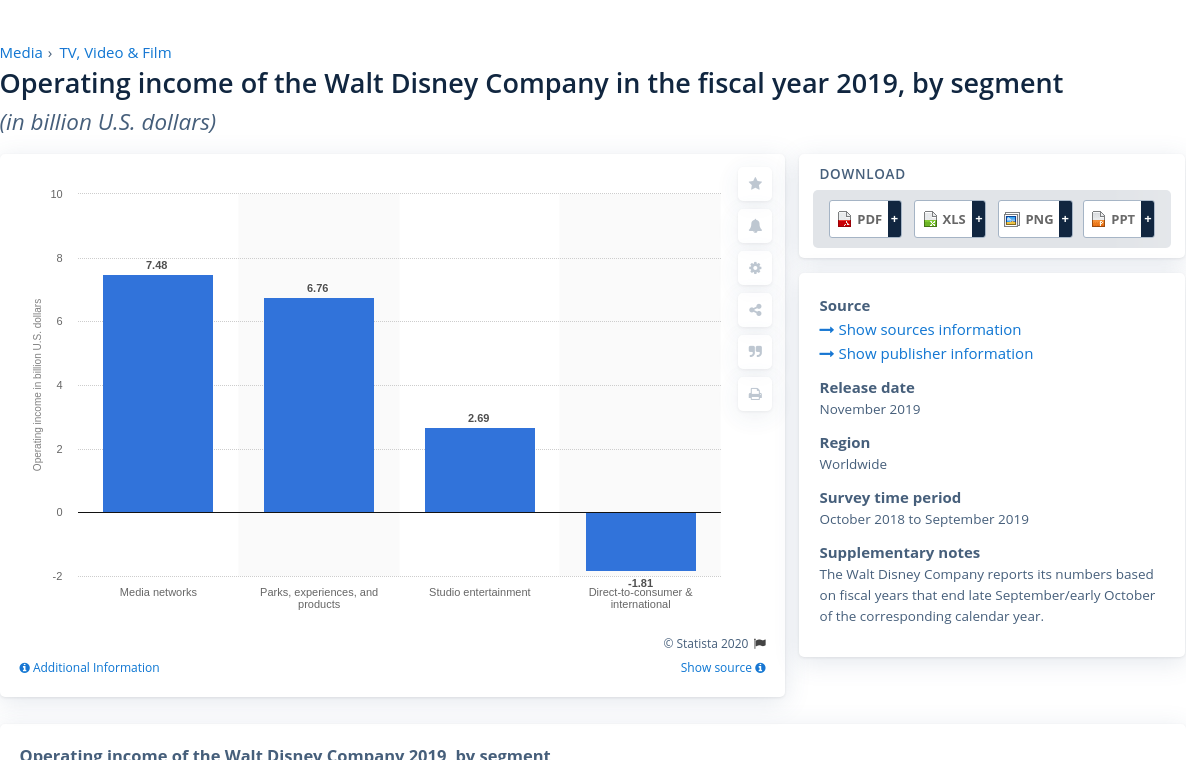 Media › TV, Video & Film
Operating income of the Walt Disney Company in the fiscal year 2019, by segment
(in billion U.S. dollars)
Operating income in billion U.S. dollars
10
8
6
4
2
0
-2
7.48
6.76
2.69
-1.81
Media networks
Parks, experiences, and
products
Studio entertainment
Direct-to-consumer &
international
© Statista 2020
Additional Information
Show source
DOWNLOAD
PDF + XLS + PNG + PPT +
Source
Show sources information
Show publisher information
Release date
November 2019
Region
Worldwide
Survey time period
October 2018 to September 2019
Supplementary notes
The Walt Disney Company reports its numbers based
on fiscal years that end late September/early October
of the corresponding calendar year.
Operating income of the Walt Disney Company 2019, by segment